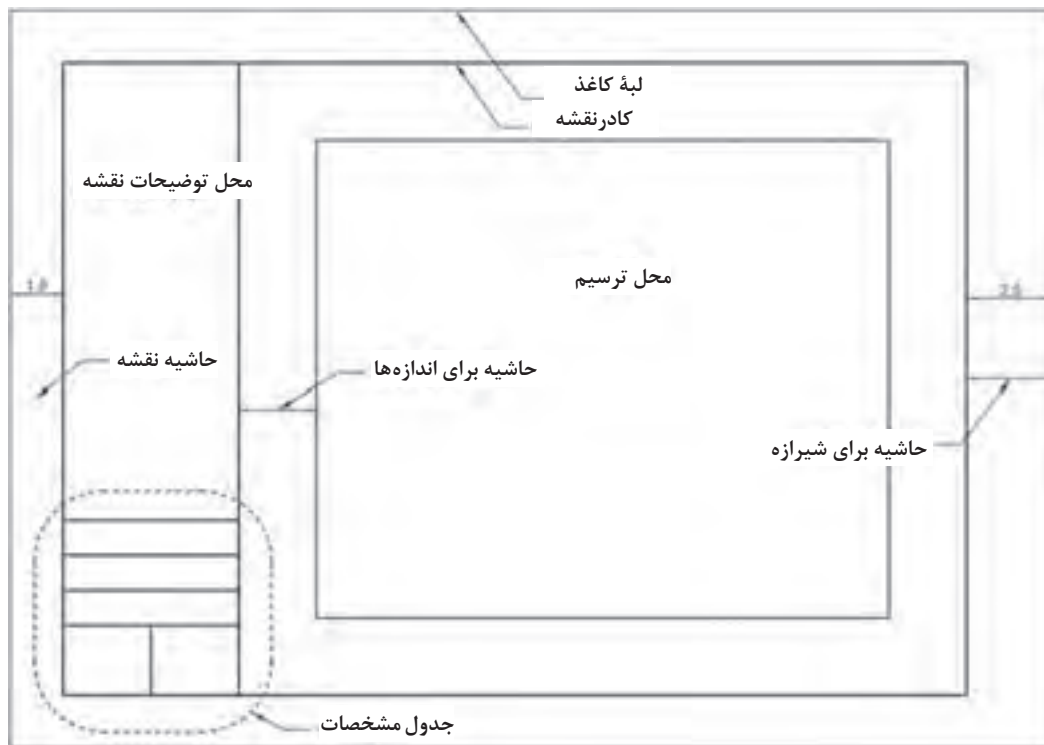 لبهٔ کاغذ
کادرنقشه
محل توضیحات نقشه
محل ترسیم
حاشیه نقشه
حاشیه برای اندازه‌ها
حاشیه برای شیرازه
جدول مشخصات